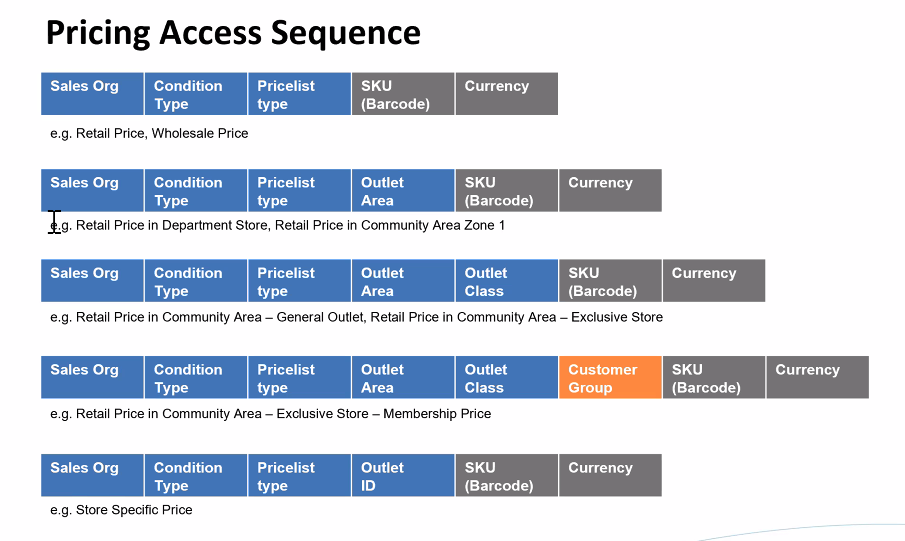 Pricing Access Sequence
Sales Org Condition Type Pricelist type SKU (Barcode) Currency
e.g. Retail Price, Wholesale Price
Sales Org Condition Type Pricelist type Outlet Area SKU (Barcode) Currency
e.g. Retail Price in Department Store, Retail Price in Community Area Zone 1
Sales Org Condition Type Pricelist type Outlet Area Outlet Class SKU (Barcode) Currency
e.g. Retail Price in Community Area – General Outlet, Retail Price in Community Area – Exclusive Store
Sales Org Condition Type Pricelist type Outlet Area Outlet Class Customer Group SKU (Barcode) Currency
e.g. Retail Price in Community Area – Exclusive Store – Membership Price
Sales Org Condition Type Pricelist type Outlet ID SKU (Barcode) Currency
e.g. Store Specific Price